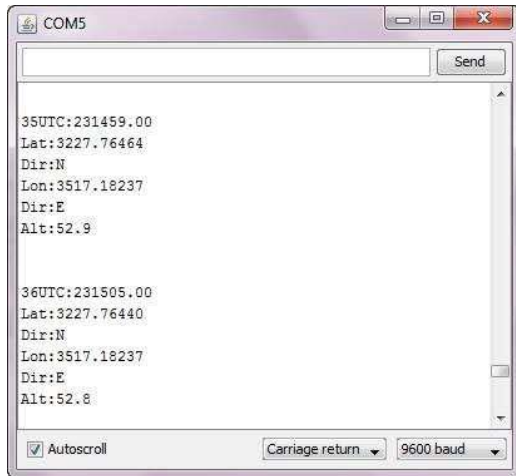 COM5
Send
35UTC:231459.00
Lat:3227.76464
Dir:N
Lon:3517.18237
Dir:E
Alt:52.9
36UTC:231505.00
Lat:3227.76440
Dir:N
Lon:3517.18237
Dir:E
Alt:52.8
Autoscroll
Carriage return
9600 baud